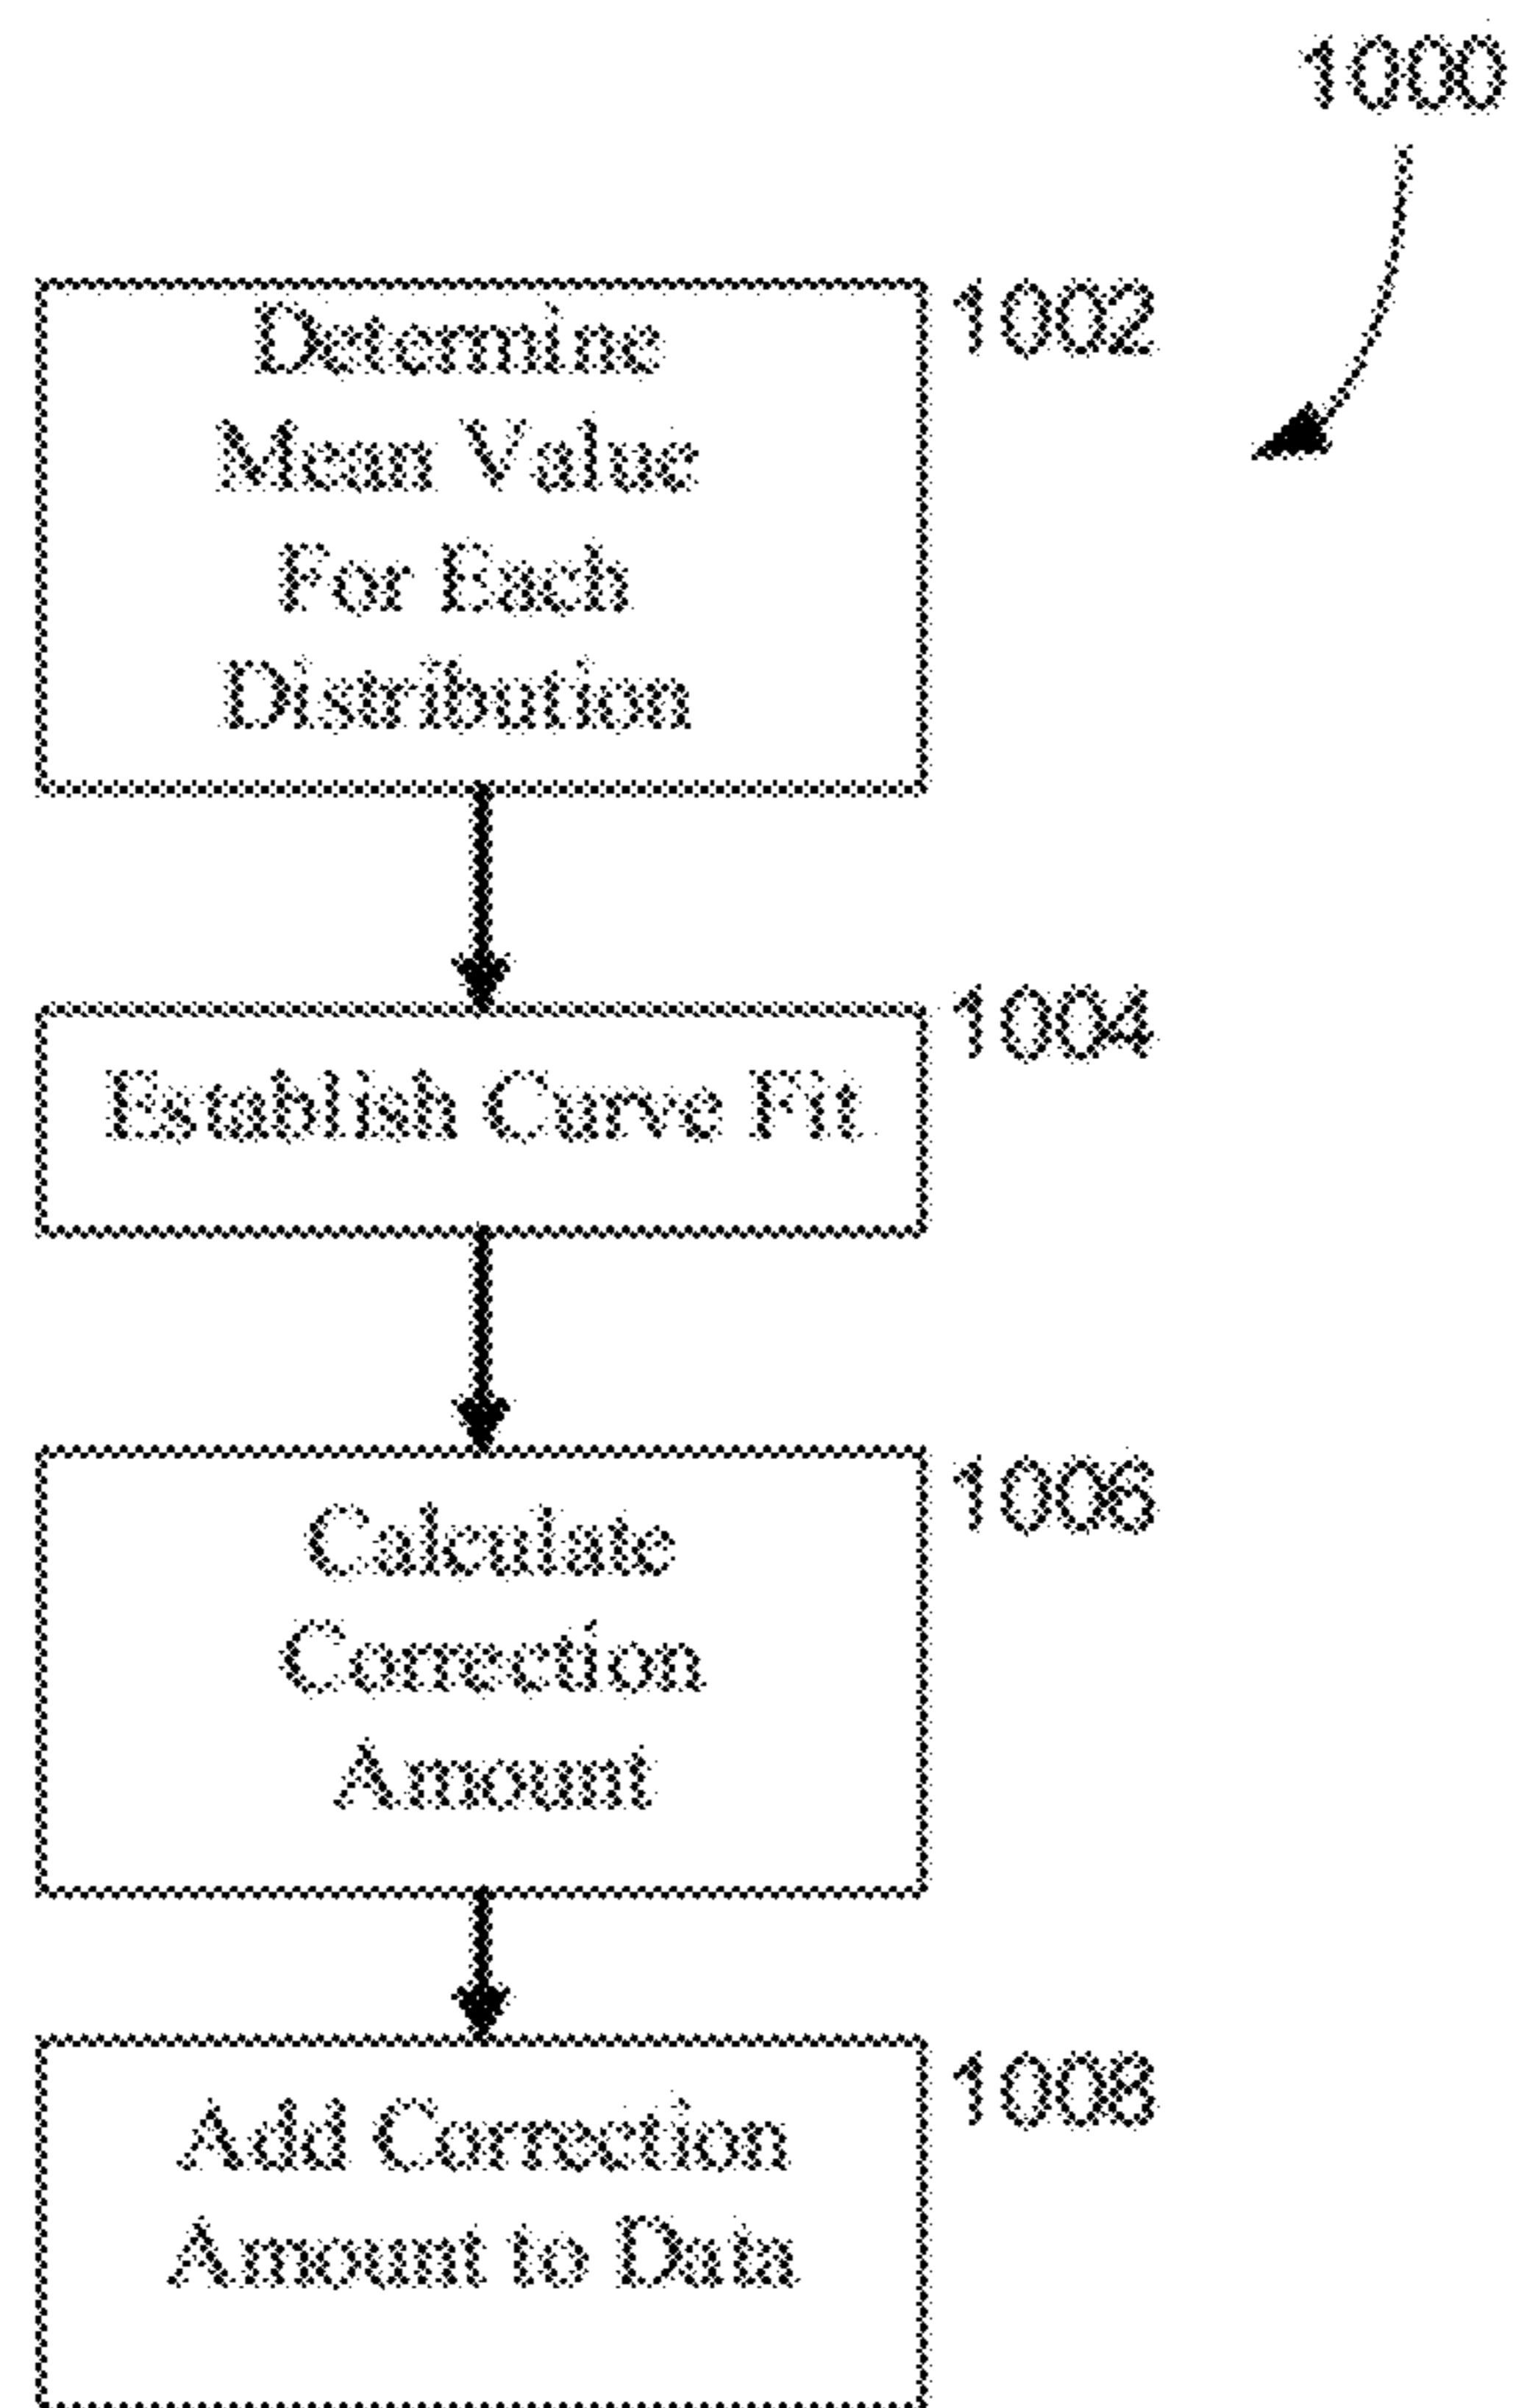 1000
Determine
1002
Mean Value
For Each
Distribution
Establish Curve Fit
1004
Calculate
1006
Correction
Amount
Add Correction
1008
Amount to Data